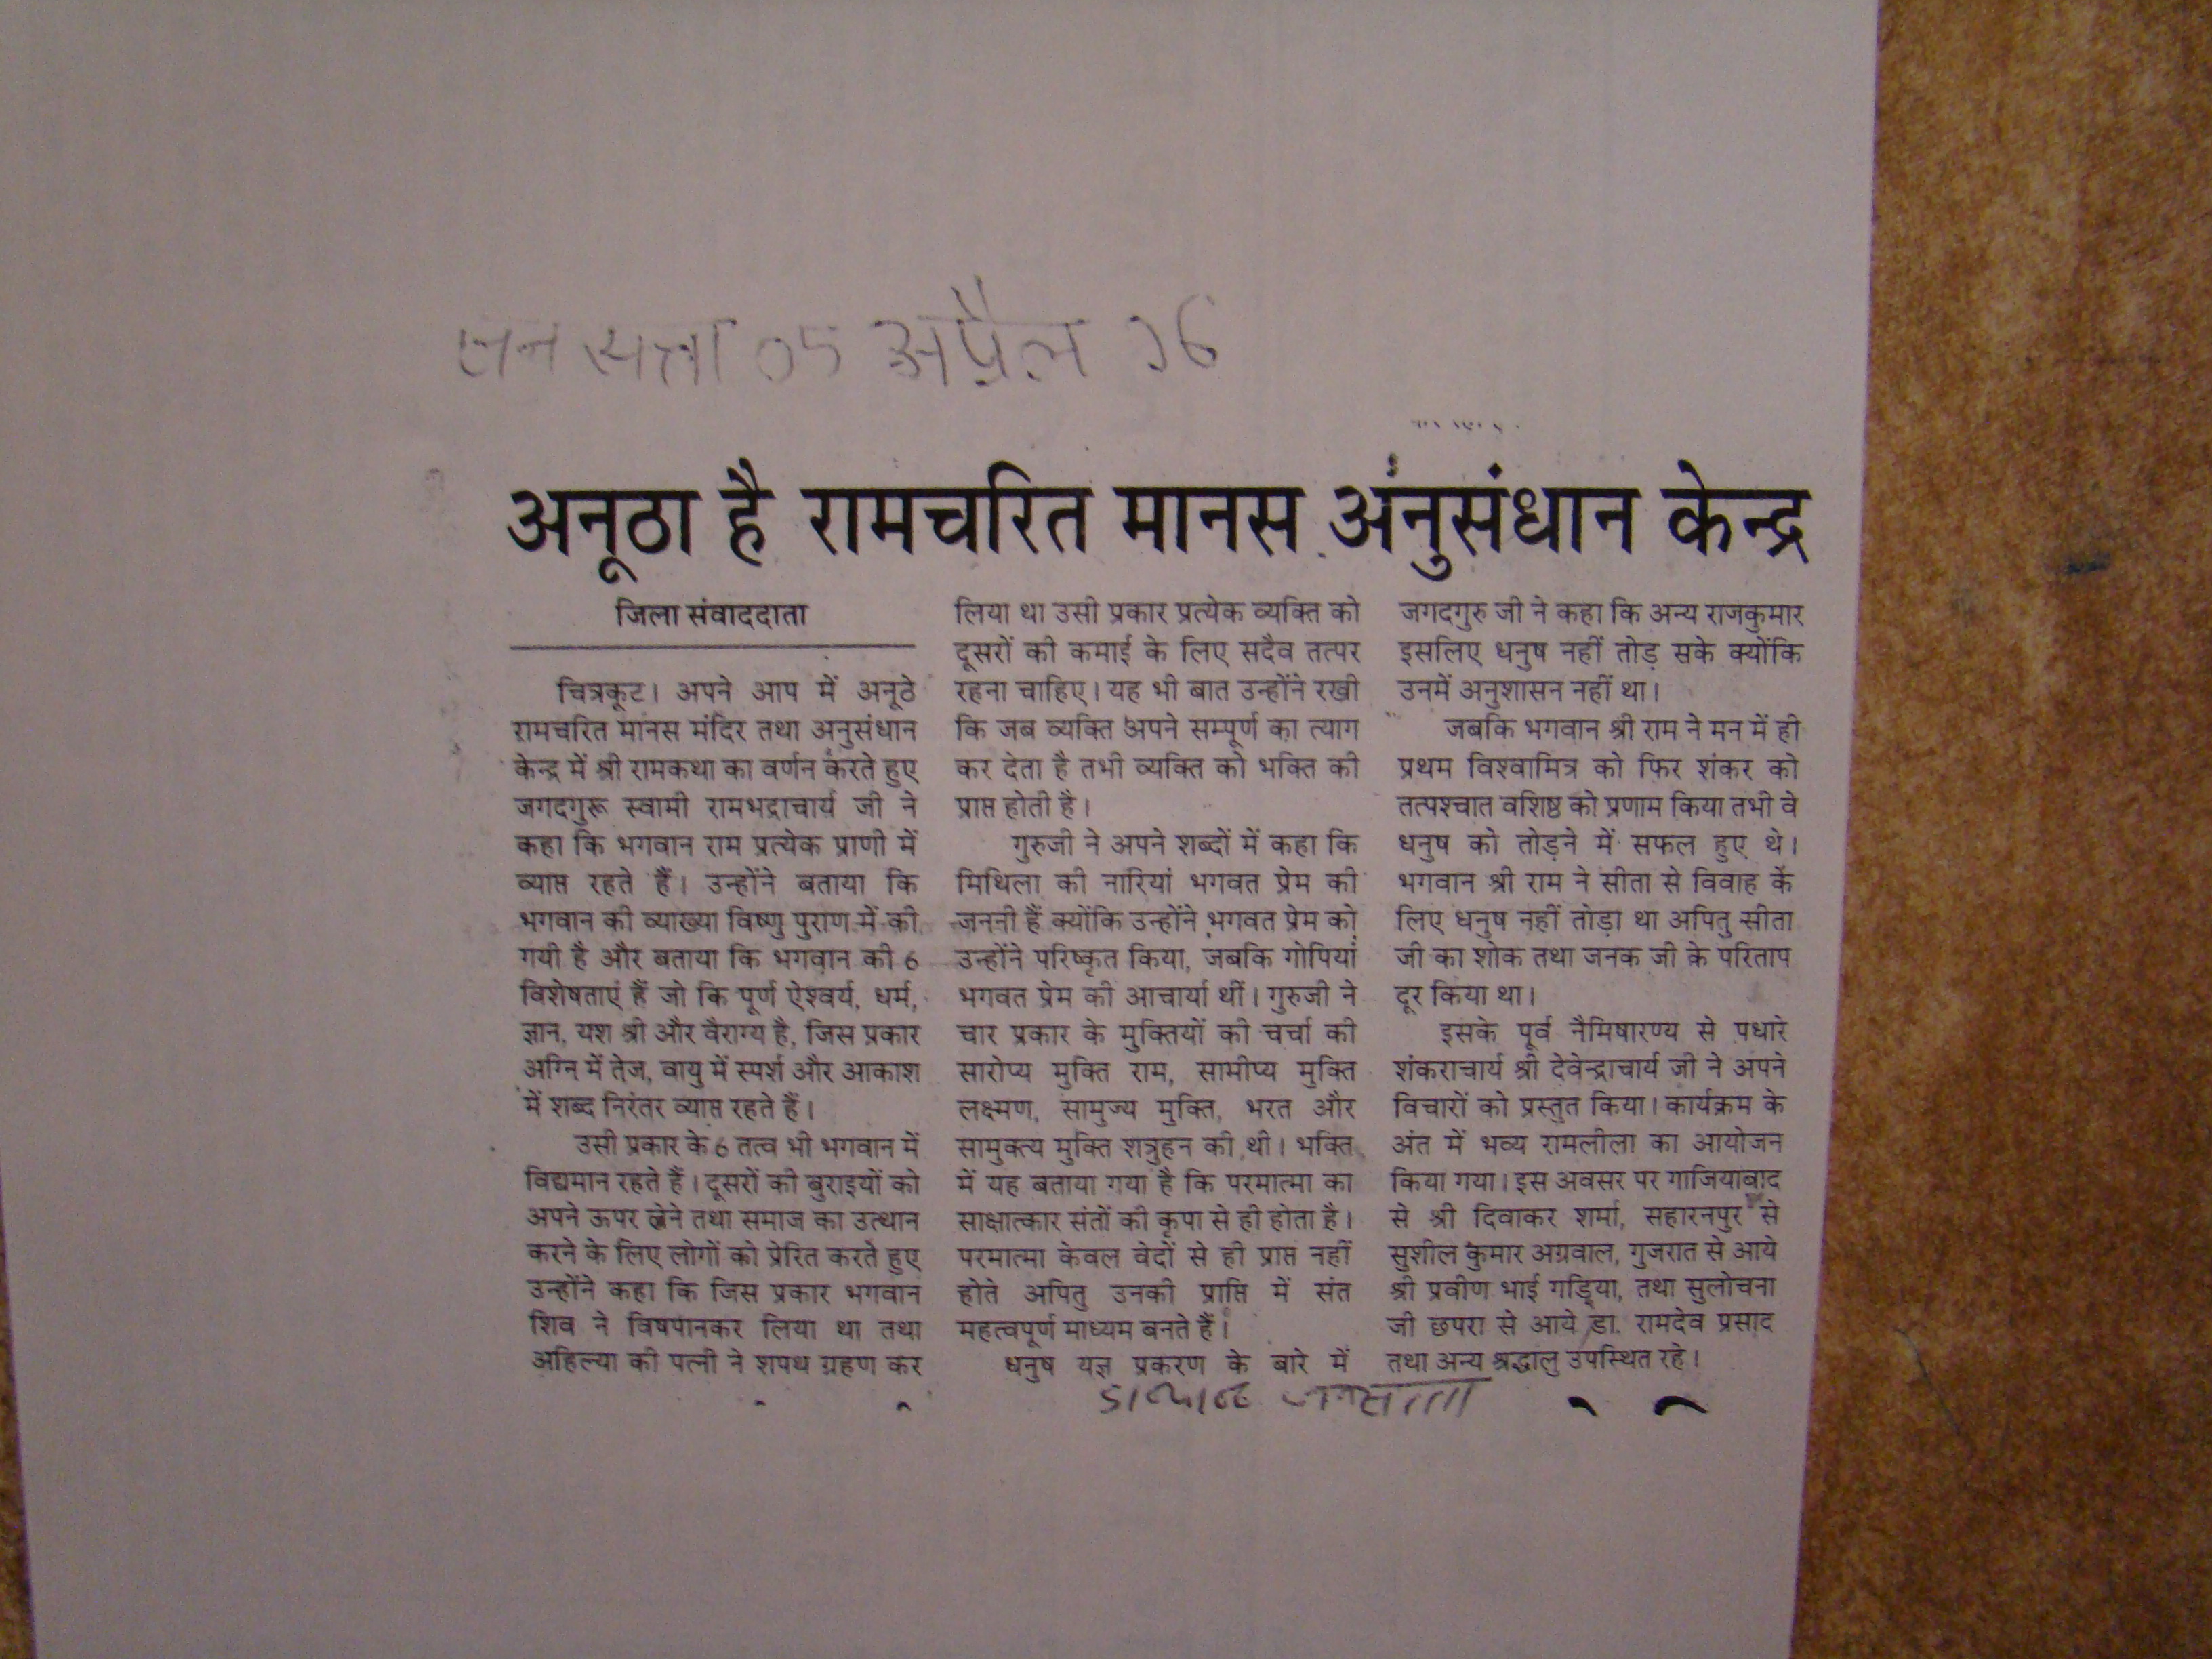 जन सत्ता 05 अप्रैल 06
अनूठा है रामचरित मानस अंनुसंधान केन्द्र
जिला संवाददाता
चित्रकूट। अपने आप में अनूठे
रामचरित मानस मंदिर तथा अनुसंधान
केन्द्र में श्री रामकथा का वर्णन करते हुए
जगदगुरू स्वामी रामभद्राचार्य जी ने
कहा कि भगवान राम प्रत्येक प्राणी में
व्याप्त रहते हैं। उन्होंने बताया कि
भगवान की व्याख्या विष्णु पुराण में की
गयी है और बताया कि भगवान की 6
विशेषताएं हैं जो कि पूर्ण ऐश्वर्य, धर्म,
ज्ञान, यश श्री और वैराग्य है, जिस प्रकार
अग्नि में तेज, वायु में स्पर्श और आकाश
में शब्द निरंतर व्याप्त रहते हैं।
उसी प्रकार के 6 तत्व भी भगवान में
विद्यमान रहते हैं। दूसरों की बुराइयों को
अपने ऊपर लेने तथा समाज का उत्थान
करने के लिए लोगों को प्रेरित करते हुए
उन्होंने कहा कि जिस प्रकार भगवान
शिव ने विषपानकर लिया था तथा
अहिल्या की पत्नी ने शपथ ग्रहण कर
लिया था उसी प्रकार प्रत्येक व्यक्ति को
दूसरों की कमाई के लिए सदैव तत्पर
रहना चाहिए। यह भी बात उन्होंने रखी
कि जब व्यक्ति अपने सम्पूर्ण का त्याग
कर देता है तभी व्यक्ति को भक्ति की
प्राप्त होती है।
गुरुजी ने अपने शब्दों में कहा कि
मिथिला की नारियां भगवत प्रेम की
जननी हैं क्योंकि उन्होंने भगवत प्रेम को
उन्होंने परिष्कृत किया, जबकि गोपियां
भगवत प्रेम की आचार्या थीं। गुरुजी ने
चार प्रकार के मुक्तियों की चर्चा की
सारोप्य मुक्ति राम, सामीप्य मुक्ति
लक्ष्मण, सामुज्य मुक्ति, भरत और
सामुक्त्य मुक्ति शत्रुहन की थी। भक्ति
में यह बताया गया है कि परमात्मा का
साक्षात्कार संतों की कृपा से ही होता है।
परमात्मा केवल वेदों से ही प्राप्त नहीं
होते अपितु उनकी प्राप्ति में संत
महत्वपूर्ण माध्यम बनते हैं।
धनुष यज्ञ प्रकरण के बारे में
जगदगुरु जी ने कहा कि अन्य राजकुमार
इसलिए धनुष नहीं तोड़ सके क्योंकि
उनमें अनुशासन नहीं था।
जबकि भगवान श्री राम ने मन में ही
प्रथम विश्वामित्र को फिर शंकर को
तत्पश्चात वशिष्ठ को प्रणाम किया तभी वे
धनुष को तोड़ने में सफल हुए थे।
भगवान श्री राम ने सीता से विवाह के
लिए धनुष नहीं तोड़ा था अपितु सीता
जी का शोक तथा जनक जी के परिताप
दूर किया था।
इसके पूर्व नैमिषारण्य से पधारे
शंकराचार्य श्री देवेन्द्राचार्य जी ने अपने
विचारों को प्रस्तुत किया। कार्यक्रम के
अंत में भव्य रामलीला का आयोजन
किया गया। इस अवसर पर गाजियाबाद
से श्री दिवाकर शर्मा, सहारनपुर से
सुशील कुमार अग्रवाल, गुजरात से आये
श्री प्रवीण भाई गड़िया, तथा सुलोचना
जी छपरा से आये डा. रामदेव प्रसाद
तथा अन्य श्रद्धालु उपस्थित रहे।
जनसत्ता